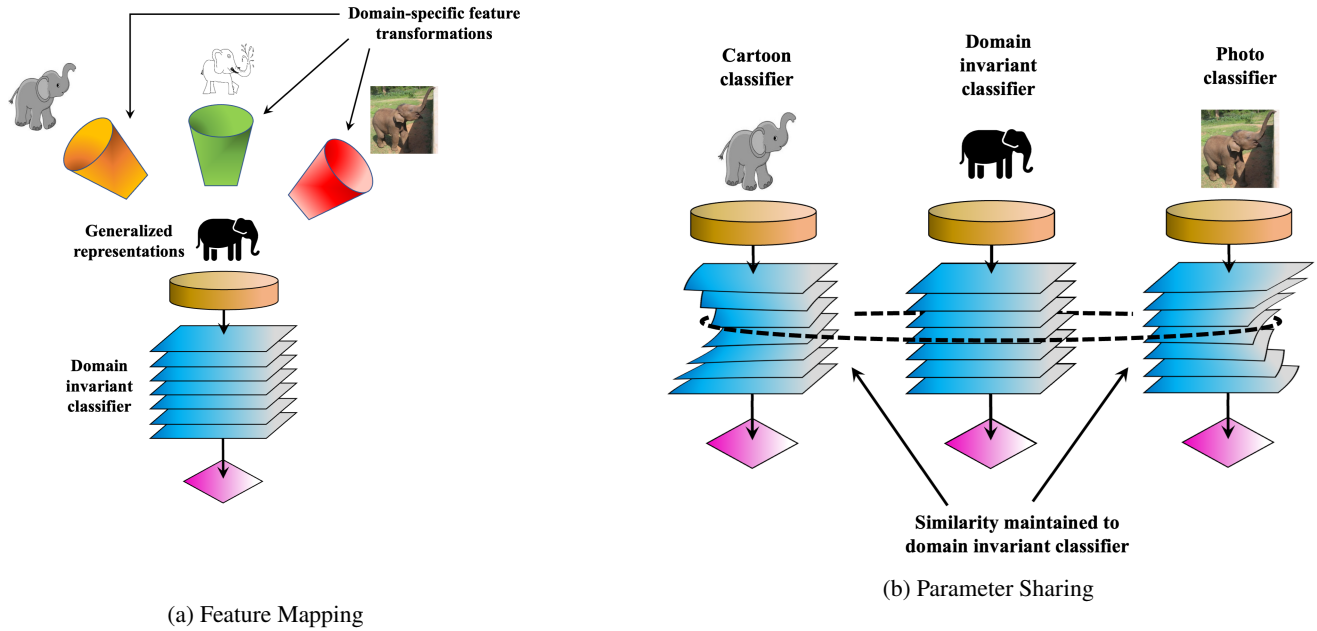 Domain-specific feature
transformations
Generalized
representations
Domain
invariant
classifier
(a) Feature Mapping
Cartoon
classifier
Domain
invariant
classifier
Photo
classifier
Similarity maintained to
domain invariant classifier
(b) Parameter Sharing